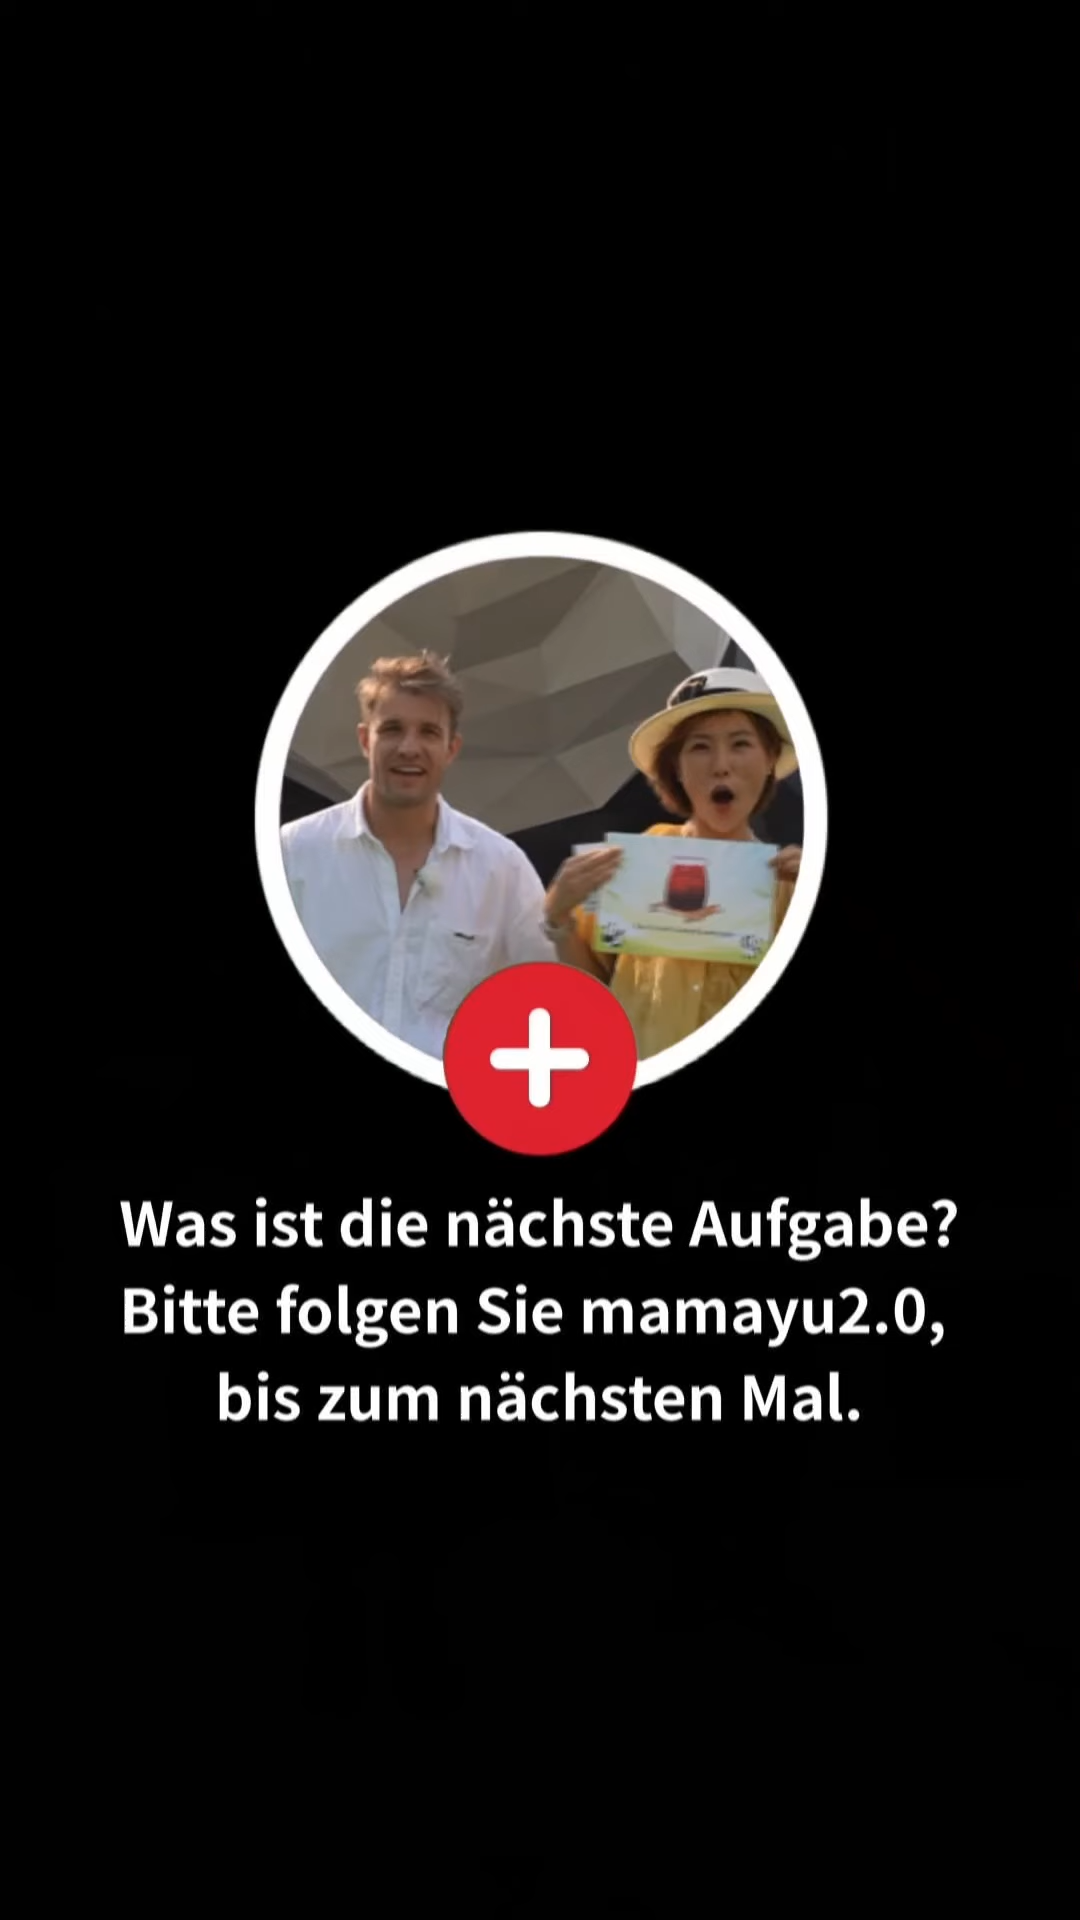 Was ist die nächste Aufgabe?
Bitte folgen Sie mamayu2.0,
bis zum nächsten Mal.